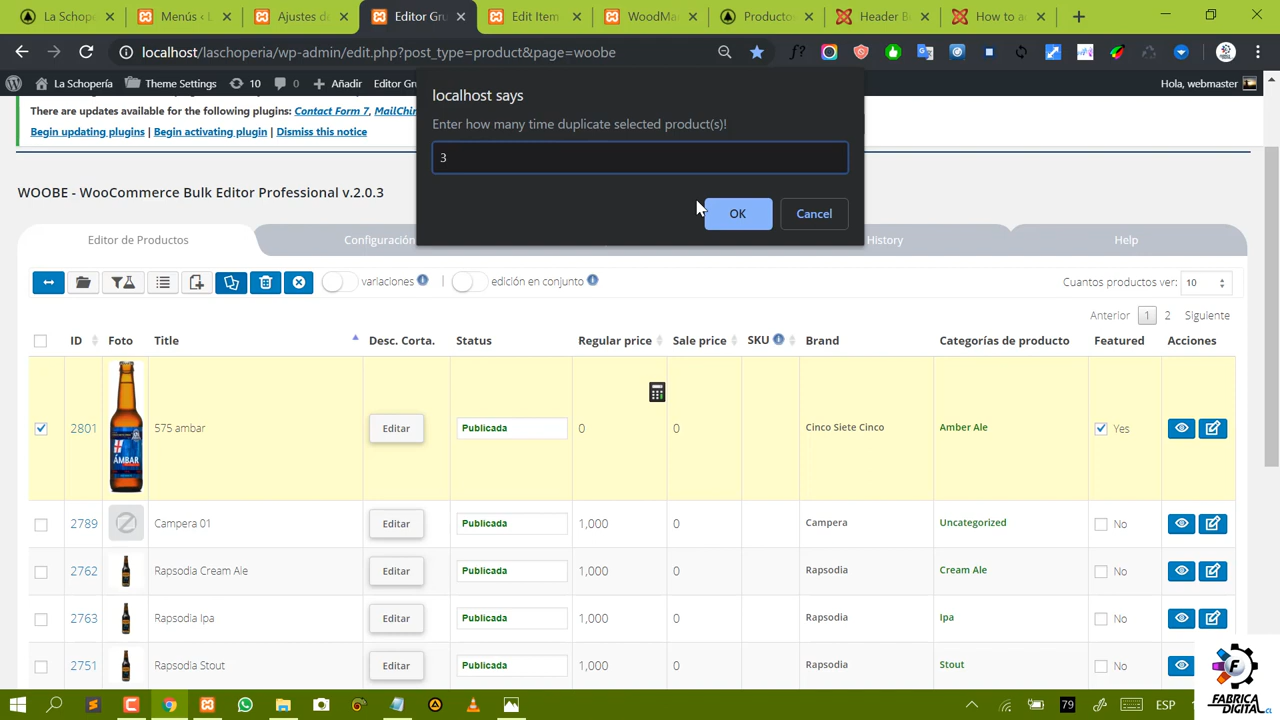 La Schopería
Menús ‹ L
Ajustes de
Editor Gru
Edit Item
WoodMa
Producto
Header Bu
How to a
localhost/laschoperia/wp-admin/edit.php?post_type=product&page=woobe
La Schopería
Theme Settings
10
0
Añadir
Editor Gr
Hola, webmaster
There are updates available for the following plugins: Contact Form 7, MailChi
Begin updating plugins | Begin activating plugin | Dismiss this notice
localhost says
Enter how many time duplicate selected product(s)!
3
OK
Cancel
WOOBE - WooCommerce Bulk Editor Professional v.2.0.3
Editor de Productos
Configuración
History
Help
variaciones
|
edición en conjunto
Cuantos productos ver:
10
Anterior
1
2
SIguiente
ID
Foto
Title
Desc. Corta.
Status
Regular price
Sale price
SKU
Brand
Categorías de producto
Featured
Acciones
2801
ÁMBAR
575 ambar
Editar
Publicada
0
0
Cinco Siete Cinco
Amber Ale
Yes
2789
Campera 01
Editar
Publicada
1,000
0
Campera
Uncategorized
No
2762
Rapsodia Cream Ale
Editar
Publicada
1,000
0
Rapsodia
Cream Ale
No
2763
Rapsodia Ipa
Editar
Publicada
1,000
0
Rapsodia
Ipa
No
2751
Rapsodia Stout
Editar
Publicada
1,000
0
Rapsodia
Stout
No
F
FABRICA
DIGITAL.CL
79
ESP